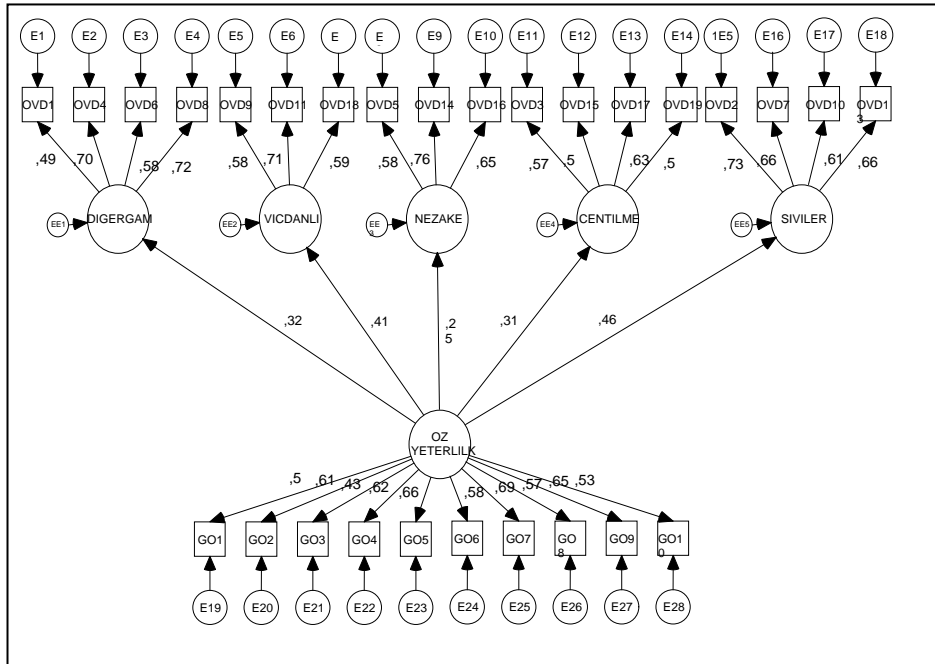 E1 E2 E3 E4 E5 E6 E E E9 E10 E11 E12 E13 E14 1E5 E16 E17 E18
OVD1 OVD4 OVD6 OVD8 OVD9 OVD11 OVD18 OVD5 OVD14 OVD16 OVD3 OVD15 OVD17 OVD19 OVD2 OVD7 OVD10 OVD1
3
,49 ,70 ,58 ,72 ,58 ,71 ,59 ,58 ,76 ,65 ,57 ,5 ,63 ,5 ,73 ,66 ,61 ,66
EE1 DIGERGAM EE2 VICDANLI EE NEZAKE EE4 CENTILME EE5 SIVILER
3
,32 ,41 ,2 ,31 ,46
5
OZ
YETERLILK
,5 ,61 ,43 ,62 ,66 ,58 ,69 ,57 ,65 ,53
GO1 GO2 GO3 GO4 GO5 GO6 GO7 GO GO9 GO1
8 0
E19 E20 E21 E22 E23 E24 E25 E26 E27 E28